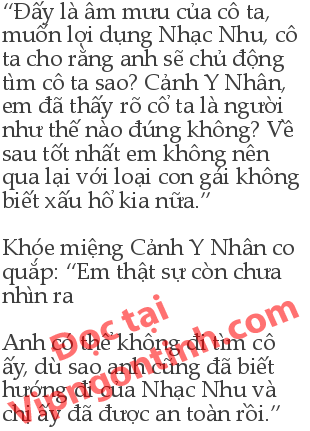 “Đấy là âm mưu của cô ta,
muốn lợi dụng Nhạc Nhu, cô
ta cho rằng anh sẽ chủ động
tìm cô ta sao? Cảnh Y Nhân,
em đã thấy rõ cổ ta là người
như thế nào đúng không? Về
sau tốt nhất em không nên
qua lại với loại con gái không
biết xấu hổ kia nữa.”
Khóe miệng Cảnh Y Nhân co
quắp: “Em thật sự còn chưa
nhìn ra
Anh có thể không đi tìm cô
ấy, dù sao anh cũng đã biết
hướng đi của Nhạc Nhu và
chị ấy đã được an toàn rồi.”
Đọc tại
Vipngontinh.com